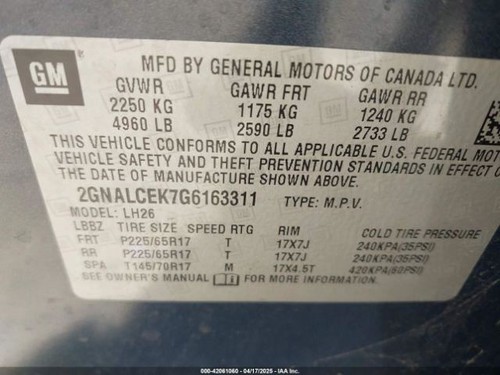 GM
MFD BY GENERAL MOTORS OF CANADA LTD.
GVWR GAWR FRT GAWR RR
2250 KG 1175 KG 1240 KG
4960 LB 2590 LB 2733 LB
THIS VEHICLE CONFORMS TO ALL APPLICABLE U.S. FEDERAL MOTOR
VEHICLE SAFETY AND THEFT PREVENTION STANDARDS IN EFFECT O
THE DATE OF MANUFACTURE SHOWN ABOVE.
2GNALCEK7G6163311 TYPE: M.P.V.
MODEL: LH26
LBBZ TIRE SIZE SPEED RTG RIM COLD TIRE PRESSURE
FRT P225/65R17 T 17X7J 240KPA(35PSI)
RR P225/65R17 T 17X7J 240KPA(35PSI)
SPA T145/70R17 M 17X4.5T 420KPA(60PSI)
SEE OWNER'S MANUAL FOR MORE INFORMATION.
000-42061060 - 04/17/2025 - IAA Inc.